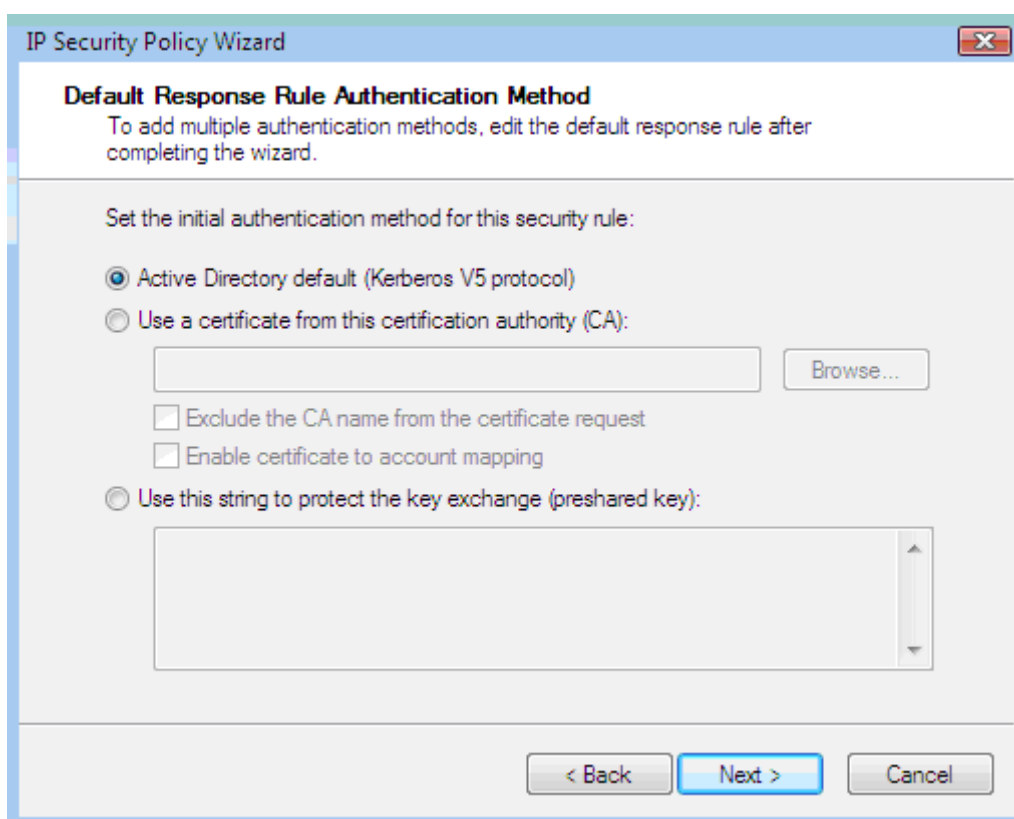 IP Security Policy Wizard
Default Response Rule Authentication Method
To add multiple authentication methods, edit the default response rule after
completing the wizard.
Set the initial authentication method for this security rule:
Active Directory default (Kerberos V5 protocol)
Use a certificate from this certification authority (CA):
Browse...
Exclude the CA name from the certificate request
Enable certificate to account mapping
Use this string to protect the key exchange (preshared key):
< Back Next > Cancel